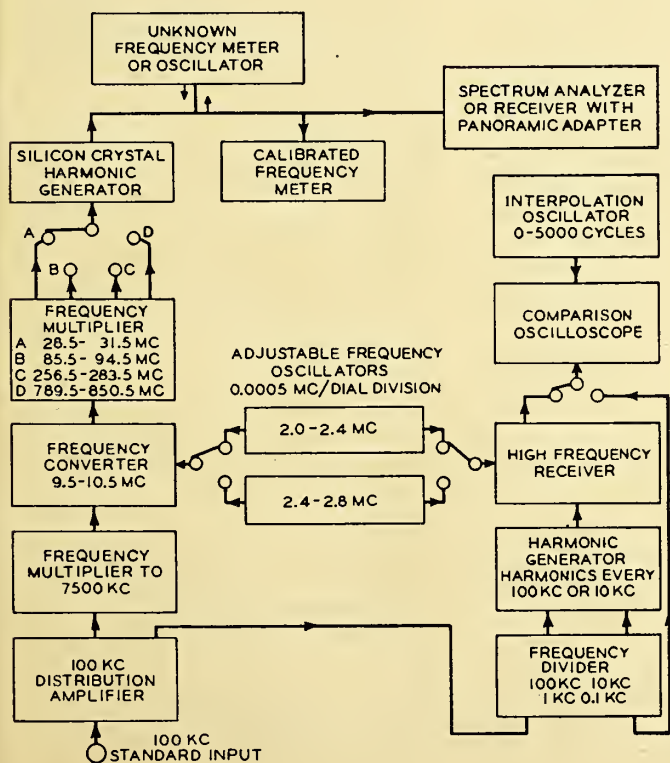 UNKNOWN
FREQUENCY METER
OR OSCILLATOR
SPECTRUM ANALYZER
OR RECEIVER WITH
PANORAMIC ADAPTER
SILICON CRYSTAL
HARMONIC
GENERATOR
CALIBRATED
FREQUENCY
METER
INTERPOLATION
OSCILLATOR
0-5000 CYCLES
A
D
B
C
COMPARISON
OSCILLOSCOPE
FREQUENCY
MULTIPLIER
A 28.5- 31.5 MC
B 85.5- 94.5 MC
C 256.5-283.5 MC
D 789.5-850.5 MC
ADJUSTABLE FREQUENCY
OSCILLATORS
0.0005 MC/DIAL DIVISION
2.0-2.4 MC
2.4-2.8 MC
FREQUENCY
CONVERTER
9.5-10.5 MC
HIGH FREQUENCY
RECEIVER
FREQUENCY
MULTIPLIER TO
7500 KC
HARMONIC
GENERATOR
HARMONICS EVERY
100 KC OR 10 KC
100 KC
DISTRIBUTION
AMPLIFIER
FREQUENCY
DIVIDER
100KC 10KC
1 KC 0.1 KC
100 KC
STANDARD INPUT